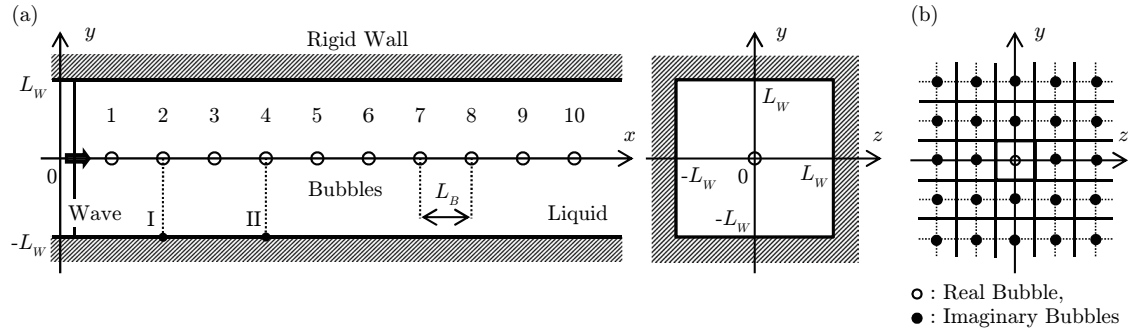 (a)
y
Rigid Wall
L_W
1 2 3 4 5 6 7 8 9 10
x
0
Bubbles
L_B
Wave
I
II
Liquid
-L_W
y
L_W
z
-L_W
0
L_W
-L_W
(b)
y
z
: Real Bubble,
: Imaginary Bubbles